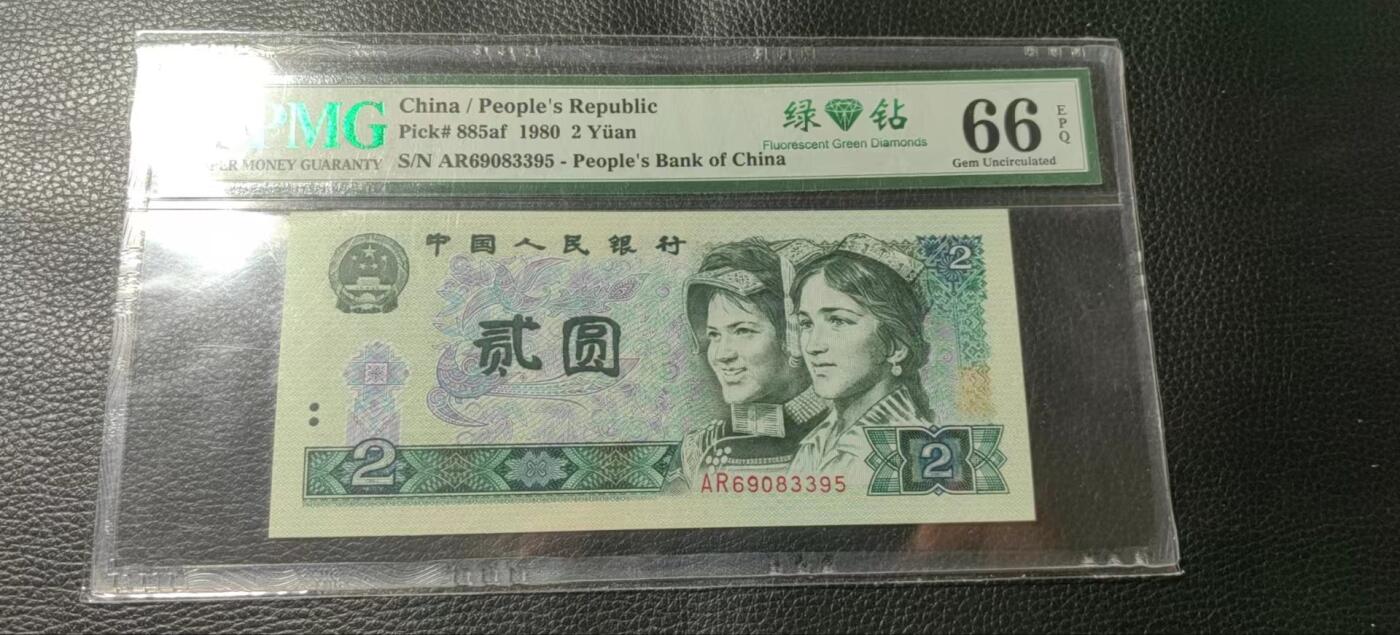 PMG
PER MONEY GUARANTY
China / People's Republic
Pick# 885af 1980 2 Yüan
S/N AR69083395 - People's Bank of China
绿 钻
Fluorescent Green Diamonds
66
EPQ
Gem Uncirculated
中国人民银行
2
贰圆
2
AR69083395
2